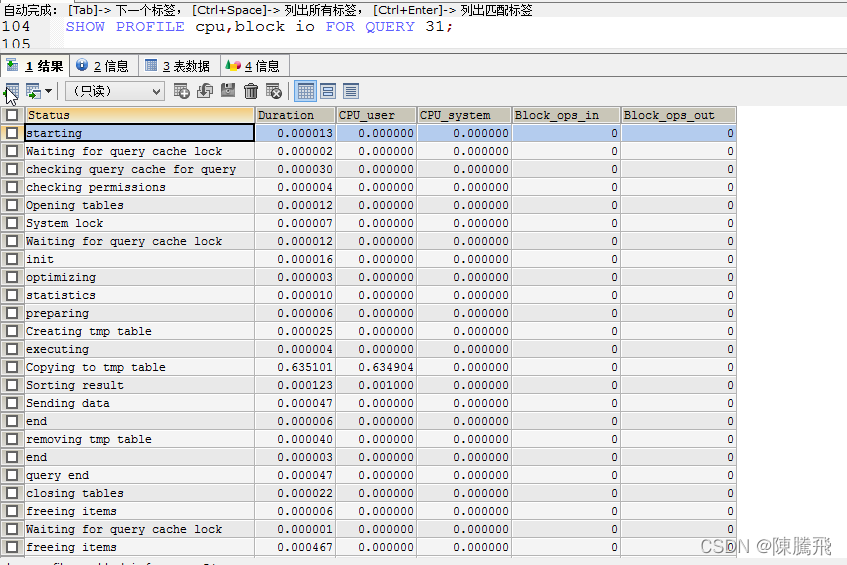 自动完成： [Tab]-> 下一个标签， [Ctrl+Space]-> 列出所有标签， [Ctrl+Enter]-> 列出匹配标签
104 SHOW PROFILE cpu,block io FOR QUERY 31;
105
1 结果 2 信息 3 表数据 4 信息
（只读）
Status Duration CPU_user CPU_system Block_ops_in Block_ops_out
starting 0.000013 0.000000 0.000000 0 0
Waiting for query cache lock 0.000002 0.000000 0.000000 0 0
checking query cache for query 0.000030 0.000000 0.000000 0 0
checking permissions 0.000004 0.000000 0.000000 0 0
Opening tables 0.000012 0.000000 0.000000 0 0
System lock 0.000007 0.000000 0.000000 0 0
Waiting for query cache lock 0.000012 0.000000 0.000000 0 0
init 0.000016 0.000000 0.000000 0 0
optimizing 0.000003 0.000000 0.000000 0 0
statistics 0.000010 0.000000 0.000000 0 0
preparing 0.000006 0.000000 0.000000 0 0
Creating tmp table 0.000025 0.000000 0.000000 0 0
executing 0.000004 0.000000 0.000000 0 0
Copying to tmp table 0.635101 0.634904 0.000000 0 0
Sorting result 0.000123 0.001000 0.000000 0 0
Sending data 0.000047 0.000000 0.000000 0 0
end 0.000006 0.000000 0.000000 0 0
removing tmp table 0.000040 0.000000 0.000000 0 0
end 0.000003 0.000000 0.000000 0 0
query end 0.000047 0.000000 0.000000 0 0
closing tables 0.000022 0.000000 0.000000 0 0
freeing items 0.000006 0.000000 0.000000 0 0
Waiting for query cache lock 0.000001 0.000000 0.000000 0 0
freeing items 0.000467 0.000000 0.000000 0 0
CSDN @陳騰飛